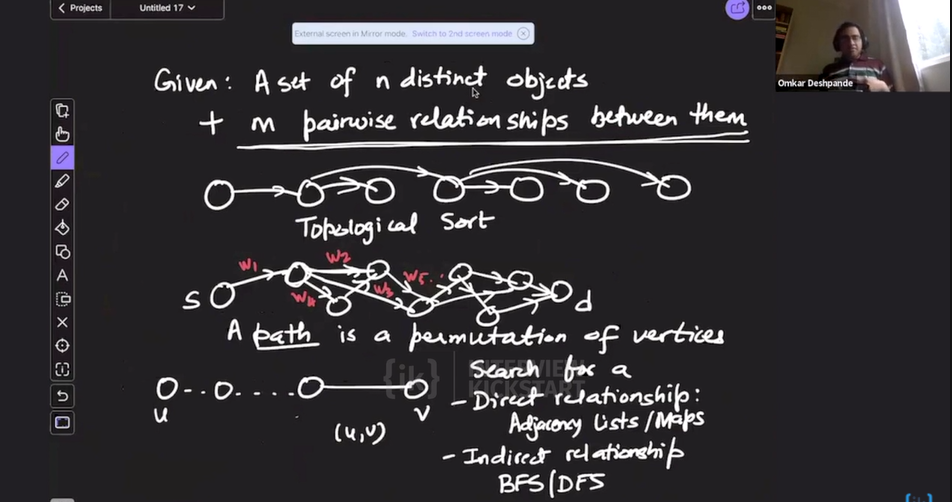 Projects
Untitled 17
External screen in Mirror mode. Switch to 2nd screen mode
Omkar Deshpande
Given: A set of n distinct objects
+ m pairwise relationships between them
Topological Sort
W1 W2 W3 W4 W5
S d
A path is a permutation of vertices
{ik} INTERVIEW KICKSTART
Search for a
- Direct relationship:
Adjacency Lists/Maps
u v
(u,v)
- Indirect relationship
BFS/DFS
A